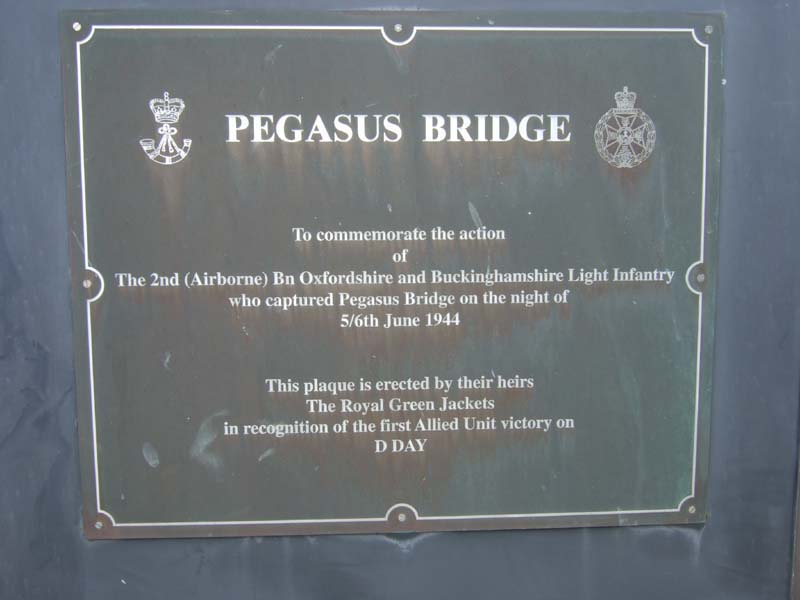 PEGASUS BRIDGE
To commemorate the action
of
The 2nd (Airborne) Bn Oxfordshire and Buckinghamshire Light Infantry
who captured Pegasus Bridge on the night of
5/6th June 1944
This plaque is erected by their heirs
The Royal Green Jackets
in recognition of the first Allied Unit victory on
D DAY